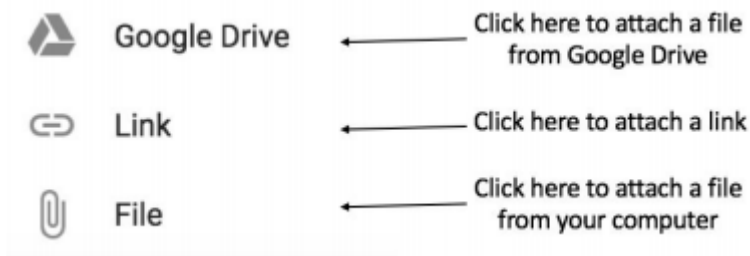 Google Drive
Click here to attach a file
from Google Drive
Link
Click here to attach a link
File
Click here to attach a file
from your computer